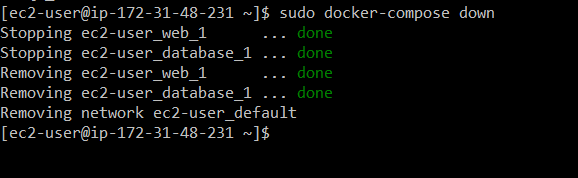 [ec2-user@ip-172-31-48-231 ~]$ sudo docker-compose down
Stopping ec2-user_web_1      ... done
Stopping ec2-user_database_1 ... done
Removing ec2-user_web_1      ... done
Removing ec2-user_database_1 ... done
Removing network ec2-user_default
[ec2-user@ip-172-31-48-231 ~]$